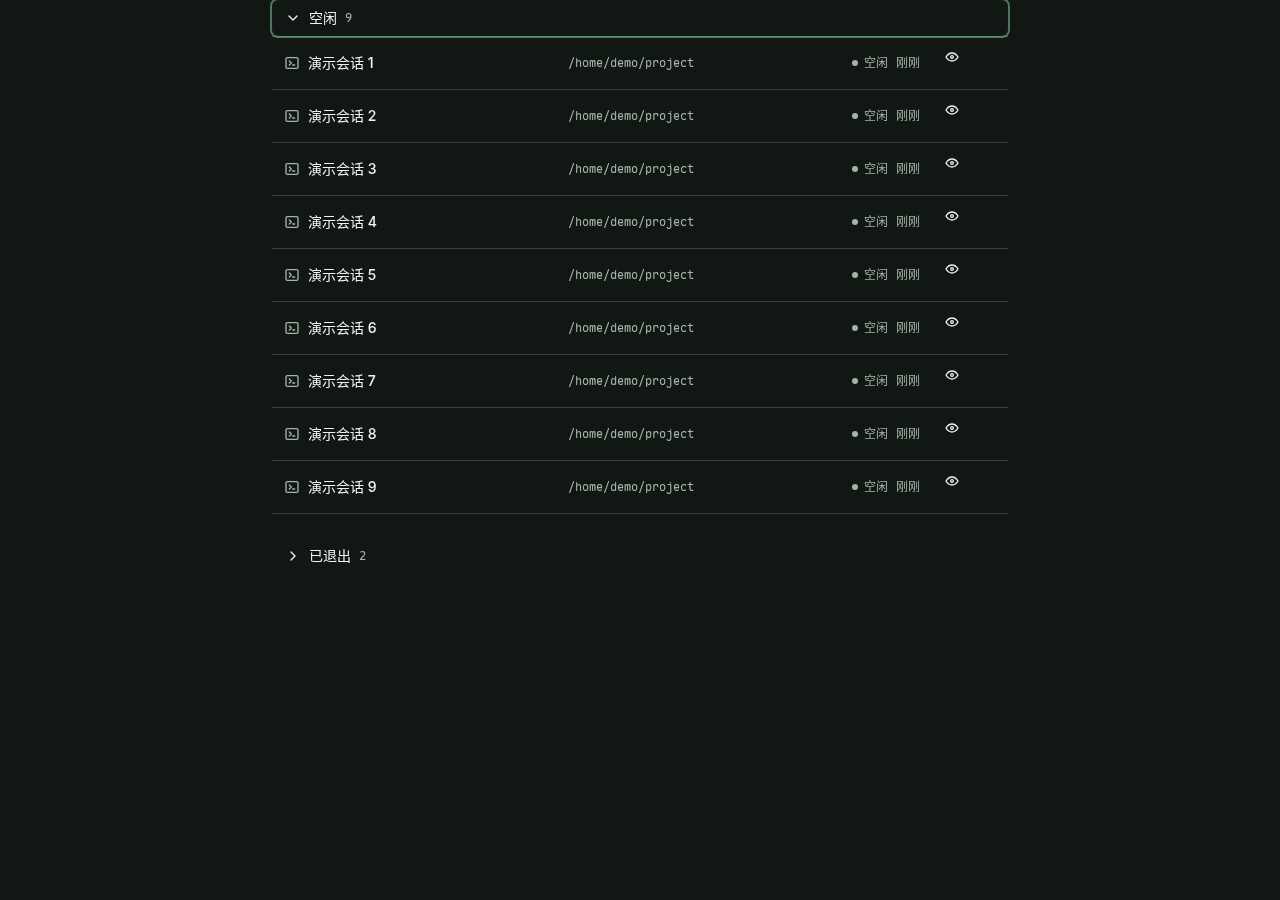 空闲 9
演示会话 1 /home/demo/project 空闲 刚刚
演示会话 2 /home/demo/project 空闲 刚刚
演示会话 3 /home/demo/project 空闲 刚刚
演示会话 4 /home/demo/project 空闲 刚刚
演示会话 5 /home/demo/project 空闲 刚刚
演示会话 6 /home/demo/project 空闲 刚刚
演示会话 7 /home/demo/project 空闲 刚刚
演示会话 8 /home/demo/project 空闲 刚刚
演示会话 9 /home/demo/project 空闲 刚刚
已退出 2